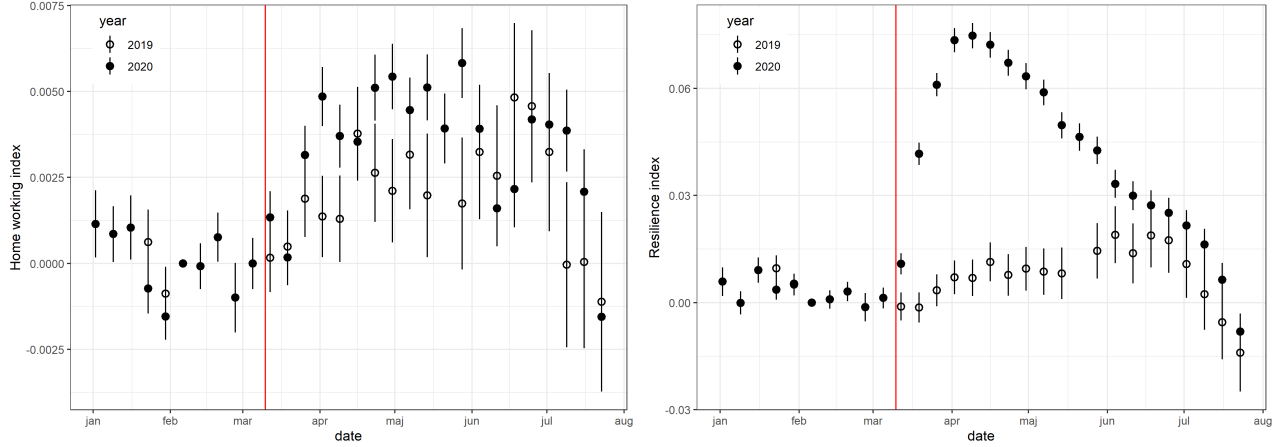 year
2019
2020
Home working index
0.0075
0.0050
0.0025
0.0000
-0.0025
jan feb mar apr maj jun jul aug
date
year
2019
2020
Resilience index
0.06
0.03
0.00
-0.03
jan feb mar apr maj jun jul aug
date